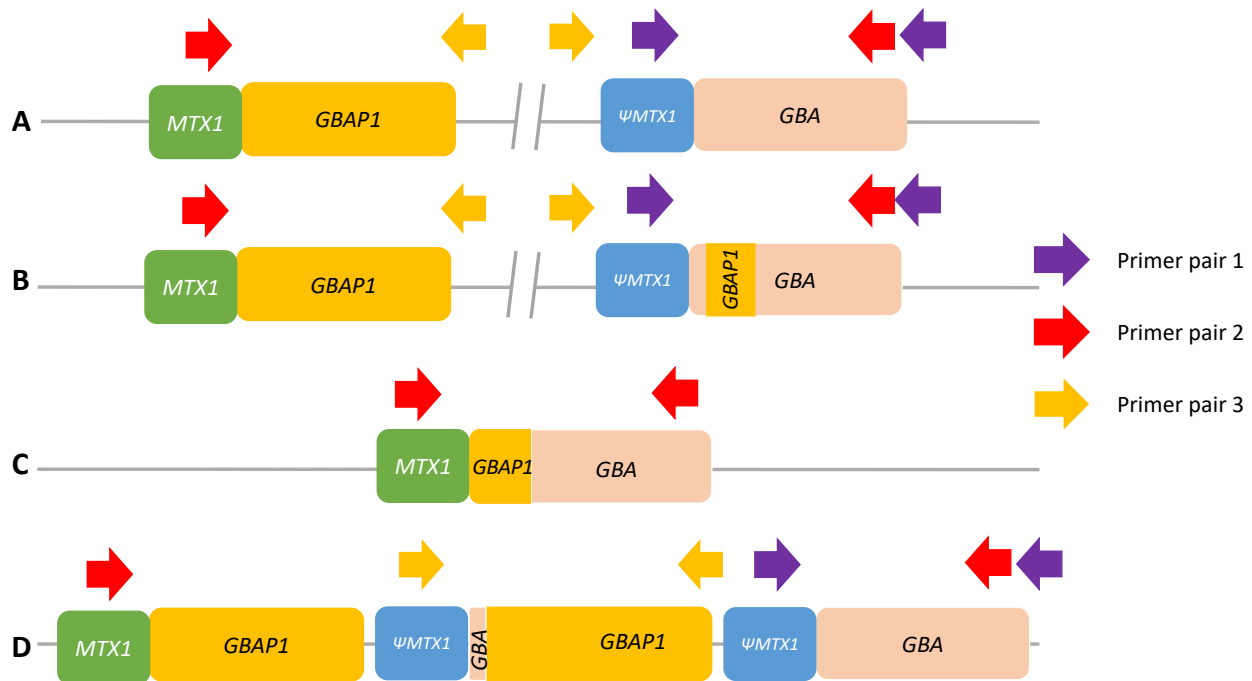 A
MTX1
GBAP1
ΨMTX1
GBA
B
MTX1
GBAP1
ΨMTX1
GBAP1
GBA
Primer pair 1
Primer pair 2
Primer pair 3
C
MTX1
GBAP1
GBA
D
MTX1
GBAP1
ΨMTX1
GBA
GBAP1
ΨMTX1
GBA